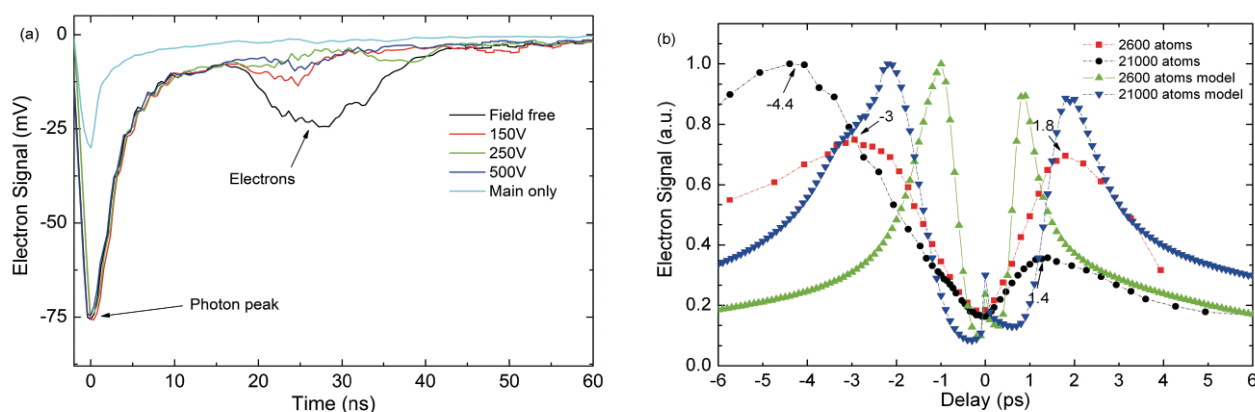 (a)
0
-25
-50
-75
Electron Signal (mV)
Field free
150V
250V
500V
Main only
Electrons
Photon peak
0
10
20
30
40
50
60
Time (ns)
(b)
1.0
0.8
0.6
0.4
0.2
0.0
Electron Signal (a.u.)
2600 atoms
21000 atoms
2600 atoms model
21000 atoms model
-4.4
-3
1.8
1.4
-6
-5
-4
-3
-2
-1
0
1
2
3
4
5
6
Delay (ps)